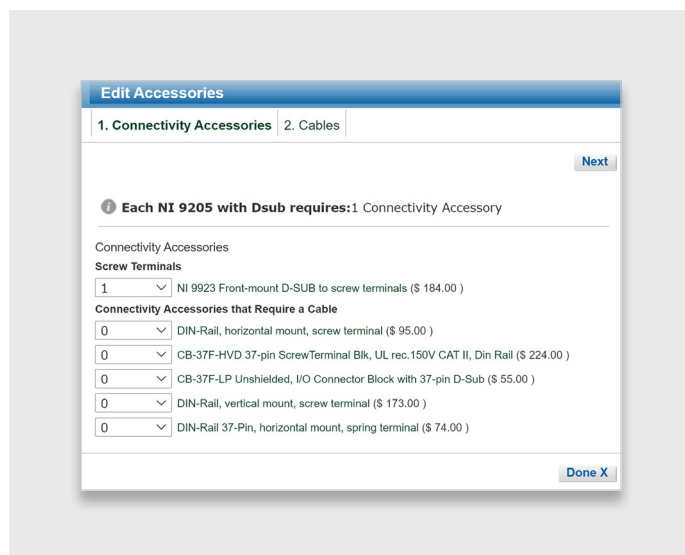 Edit Accessories
1. Connectivity Accessories 2. Cables
Next
i Each NI 9205 with Dsub requires:1 Connectivity Accessory
Connectivity Accessories
Screw Terminals
1 NI 9923 Front-mount D-SUB to screw terminals ($ 184.00 )
Connectivity Accessories that Require a Cable
0 DIN-Rail, horizontal mount, screw terminal ($ 95.00 )
0 CB-37F-HVD 37-pin ScrewTerminal Blk, UL rec.150V CAT II, Din Rail ($ 224.00 )
0 CB-37F-LP Unshielded, I/O Connector Block with 37-pin D-Sub ($ 55.00 )
0 DIN-Rail, vertical mount, screw terminal ($ 173.00 )
0 DIN-Rail 37-Pin, horizontal mount, spring terminal ($ 74.00 )
Done X